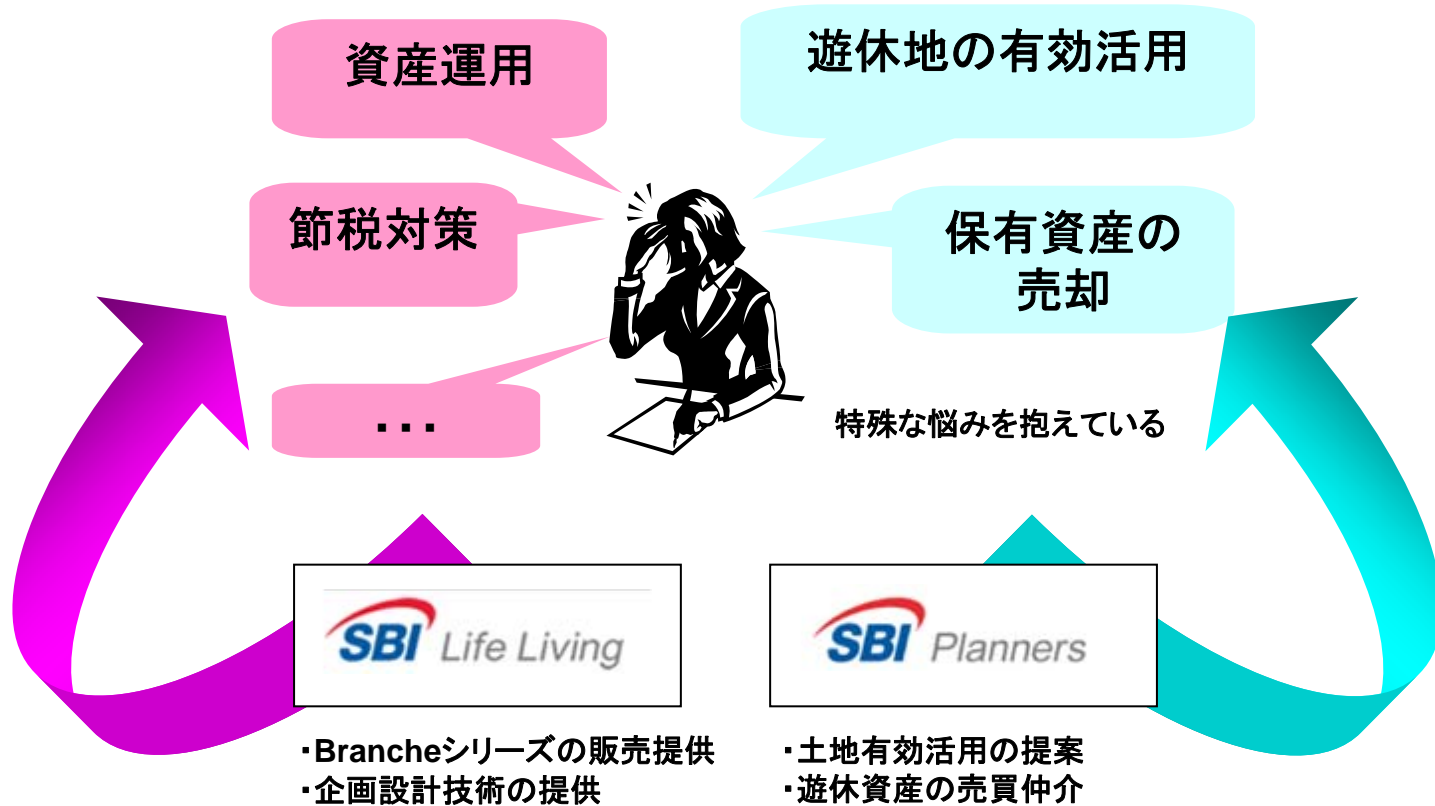 資産運用
遊休地の有効活用
節税対策
保有資産の
売却
・・・
特殊な悩みを抱えている
SBI Life Living
SBI Planners
・Brancheシリーズの販売提供
・企画設計技術の提供
・土地有効活用の提案
・遊休資産の売買仲介